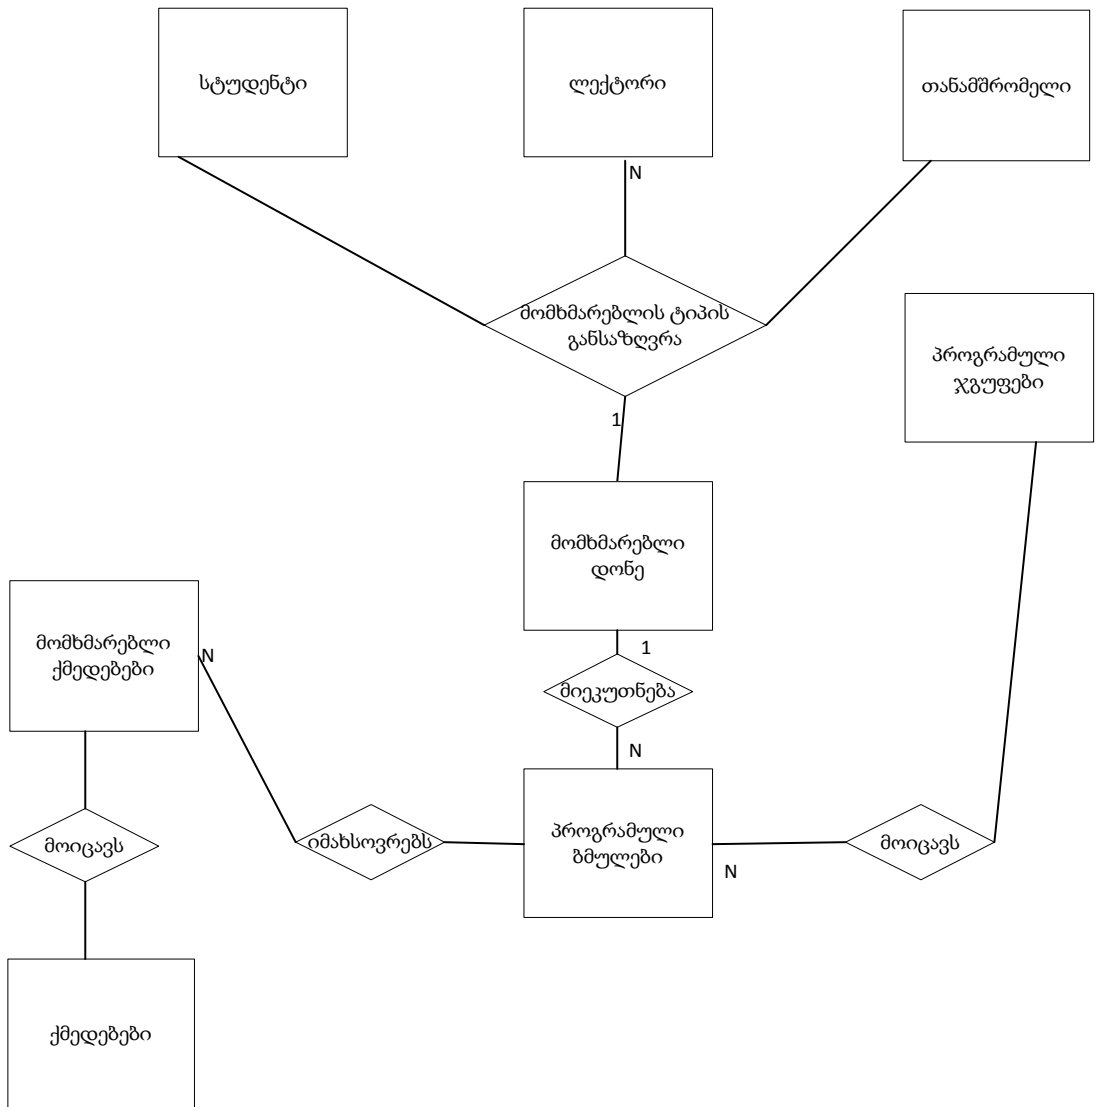 სტუდენტი
ლექტორი
თანამშრომელი
N
მომხმარებლის ტიპის
განსაზღვრა
პროგრამული
ჯგუფები
1
მომხმარებლი
დონე
მომხმარებლი
ქმედებები
N
1
მიეკუთნება
N
იმახსოვრებს
პროგრამული
ბმულები
მოიცავს
მოიცავს
N
ქმედებები